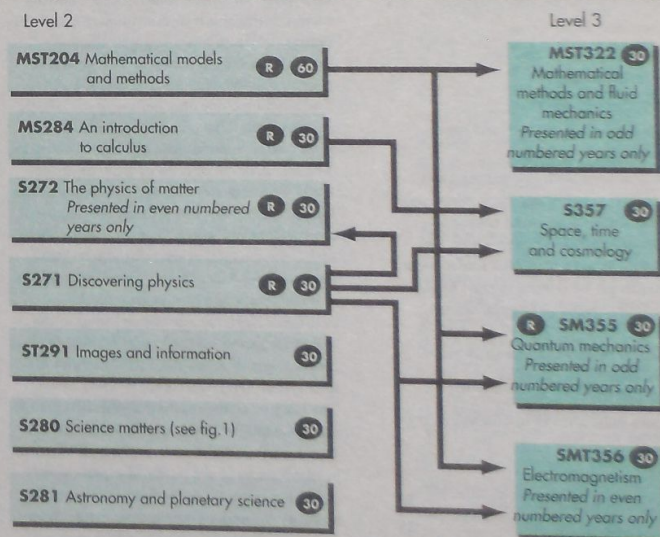 Level 2
MST204 Mathematical models
and methods
R 60
MS284 An introduction
to calculus
R 30
S272 The physics of matter
Presented in even numbered
years only
R 30
S271 Discovering physics
R 30
ST291 Images and information
30
S280 Science matters (see fig.1)
30
S281 Astronomy and planetary science
30
Level 3
MST322 30
Mathematical
methods and fluid
mechanics
Presented in odd
numbered years only
S357 30
Space, time
and cosmology
R SM355 30
Quantum mechanics
Presented in odd
numbered years only
SMT356 30
Electromagnetism
Presented in even
numbered years only